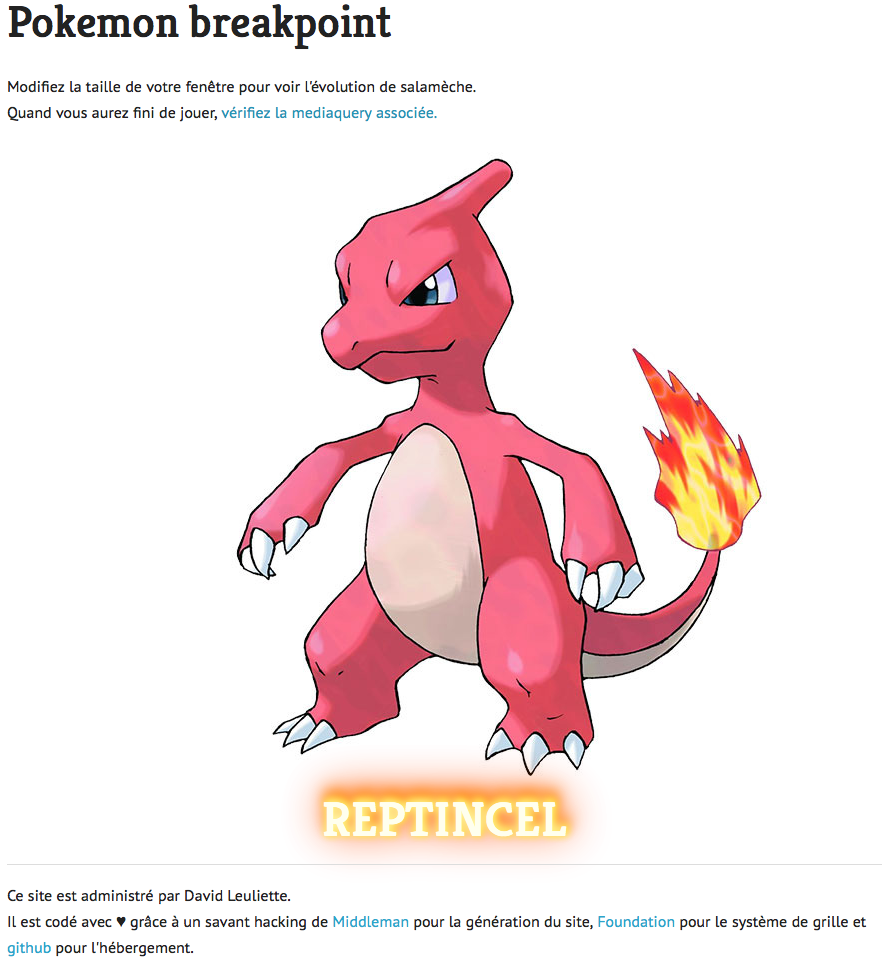 Pokemon breakpoint
Modifiez la taille de votre fenêtre pour voir l'évolution de salamèche.
Quand vous aurez fini de jouer, vérifiez la mediaquery associée.
REPTINCEL
Ce site est administré par David Leuliette.
Il est codé avec ♥ grâce à un savant hacking de Middleman pour la génération du site, Foundation pour le système de grille et
github pour l'hébergement.